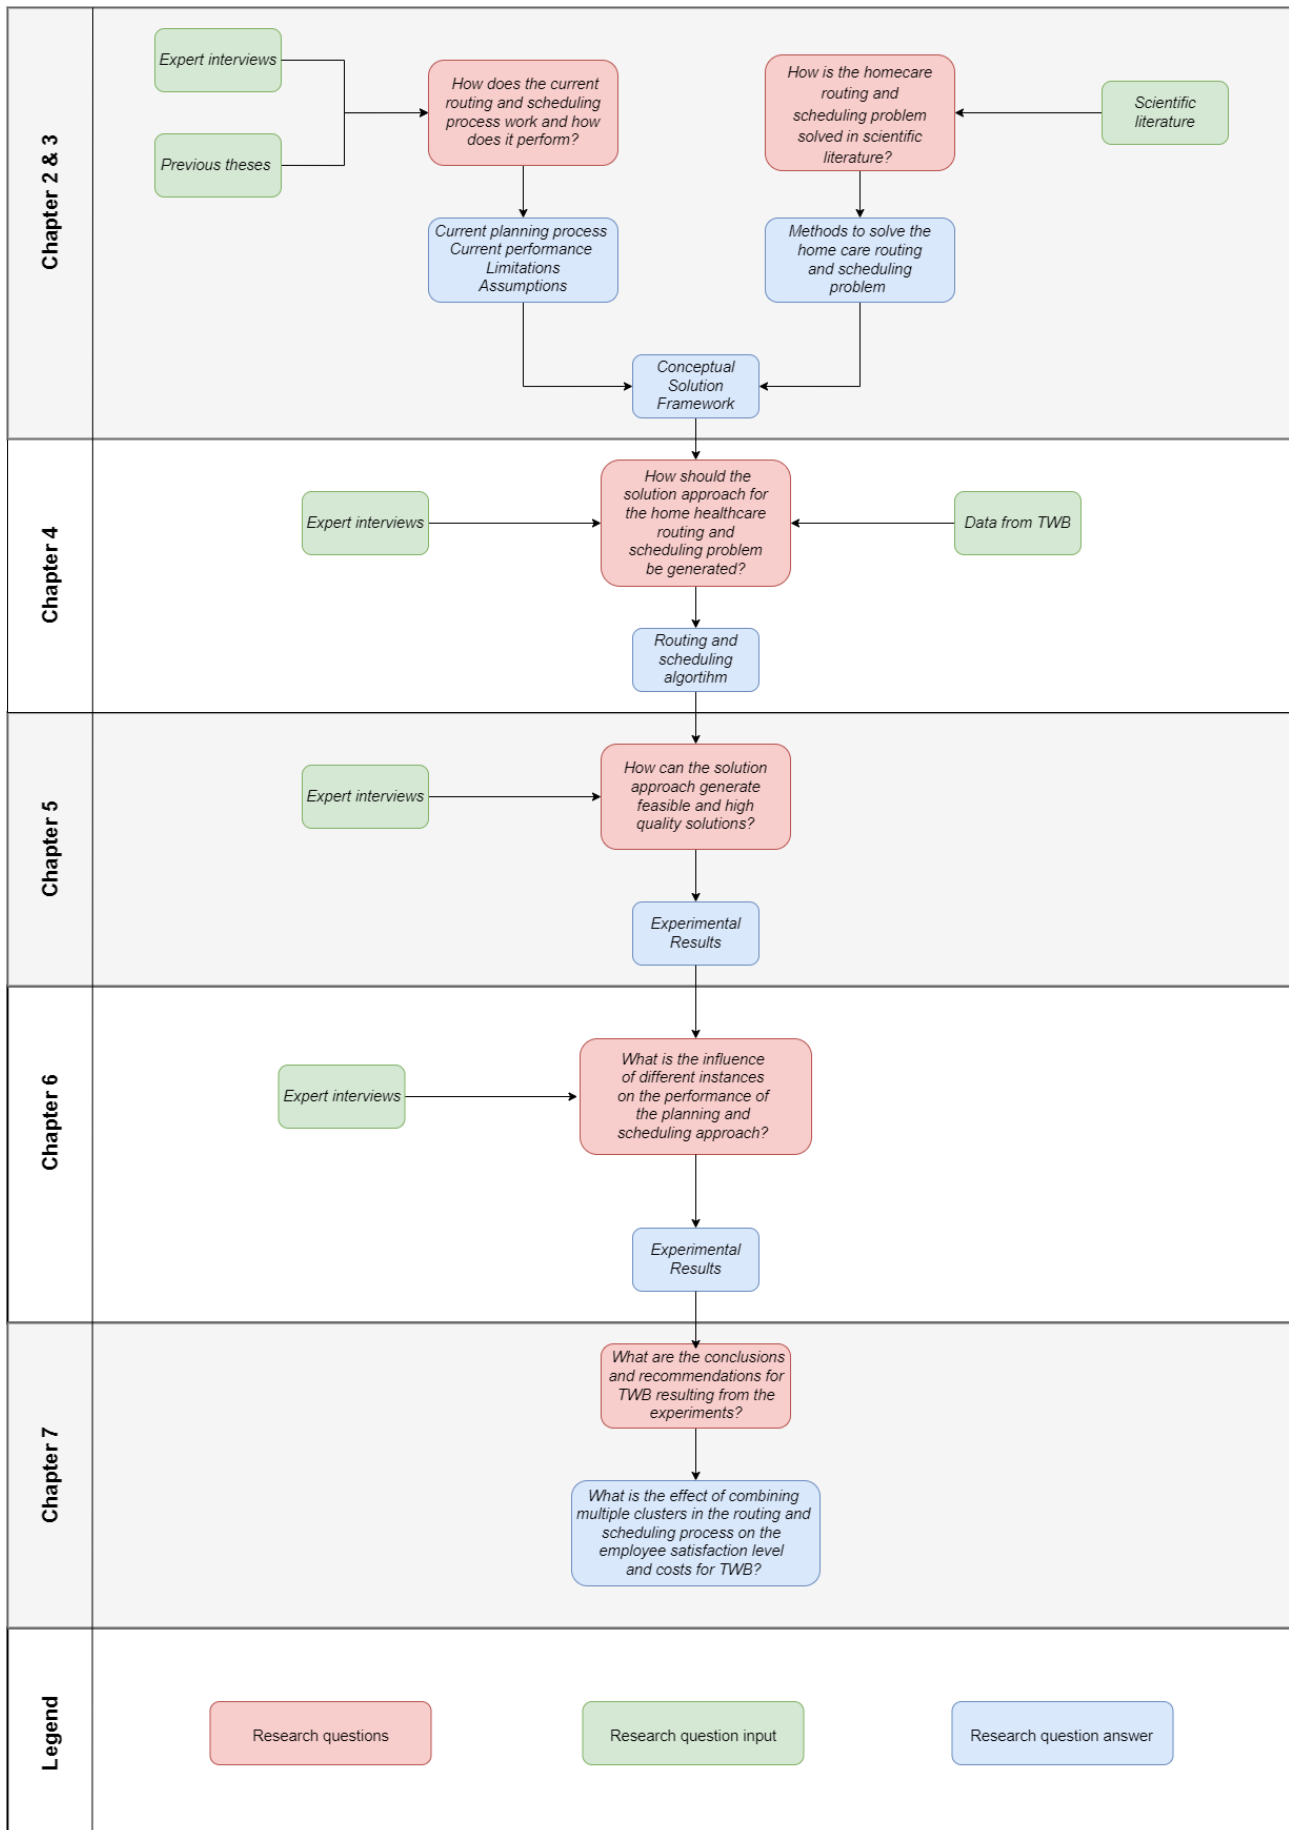 Chapter 2 & 3
Expert interviews
Previous theses
How does the current
routing and scheduling
process work and how
does it perform?
How is the homecare
routing and
scheduling problem
solved in scientific
literature?
Scientific
literature
Current planning process
Current performance
Limitations
Assumptions
Methods to solve the
home care routing
and scheduling
problem
Conceptual
Solution
Framework
Chapter 4
Expert interviews
How should the
solution approach for
the home healthcare
routing and
scheduling problem
be generated?
Data from TWB
Routing and
scheduling
algortihm
Chapter 5
Expert interviews
How can the solution
approach generate
feasible and high
quality solutions?
Experimental
Results
Chapter 6
Expert interviews
What is the influence
of different instances
on the performance of
the planning and
scheduling approach?
Experimental
Results
Chapter 7
What are the conclusions
and recommendations for
TWB resulting from the
experiments?
What is the effect of combining
multiple clusters in the routing and
scheduling process on the
employee satisfaction level
and costs for TWB?
Legend
Research questions
Research question input
Research question answer